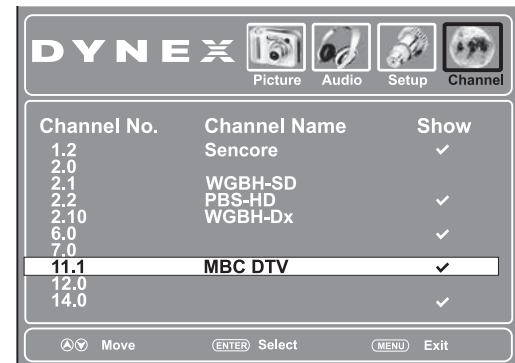 DYNEX
Picture Audio Setup Channel
Channel No. Channel Name Show
1.2 Sencore ✓
2.0
2.1 WGBH-SD
2.2 PBS-HD ✓
2.10 WGBH-Dx
6.0 ✓
7.0
11.1 MBC DTV ✓
12.0
14.0 ✓
Move ENTER Select MENU Exit